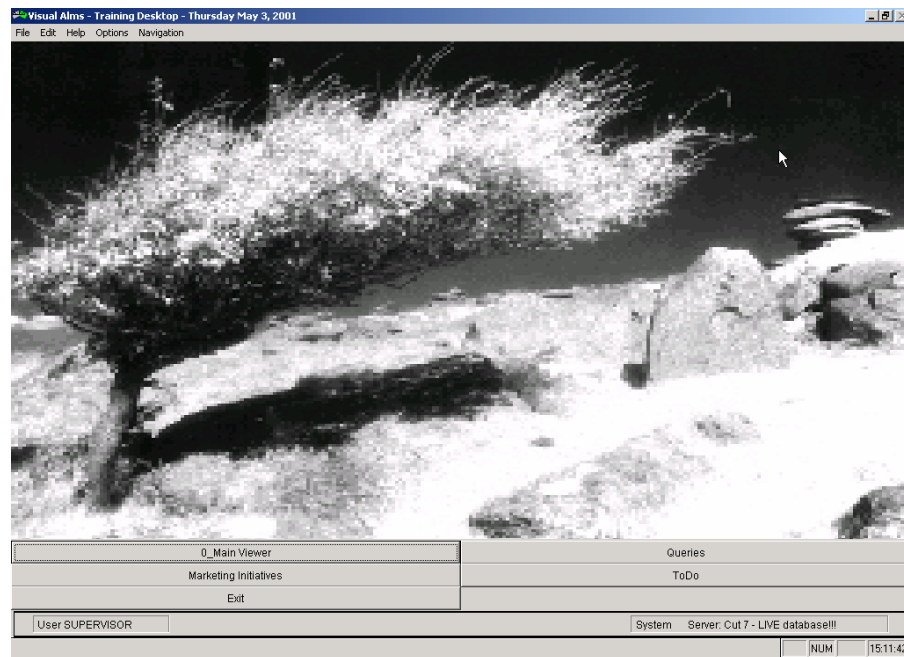 Visual Alms - Training Desktop - Thursday May 3, 2001
File Edit Help Options Navigation
0_Main Viewer Queries
Marketing Initiatives ToDo
Exit
User SUPERVISOR System Server: Cut 7 - LIVE database!!!
NUM 15:11:42